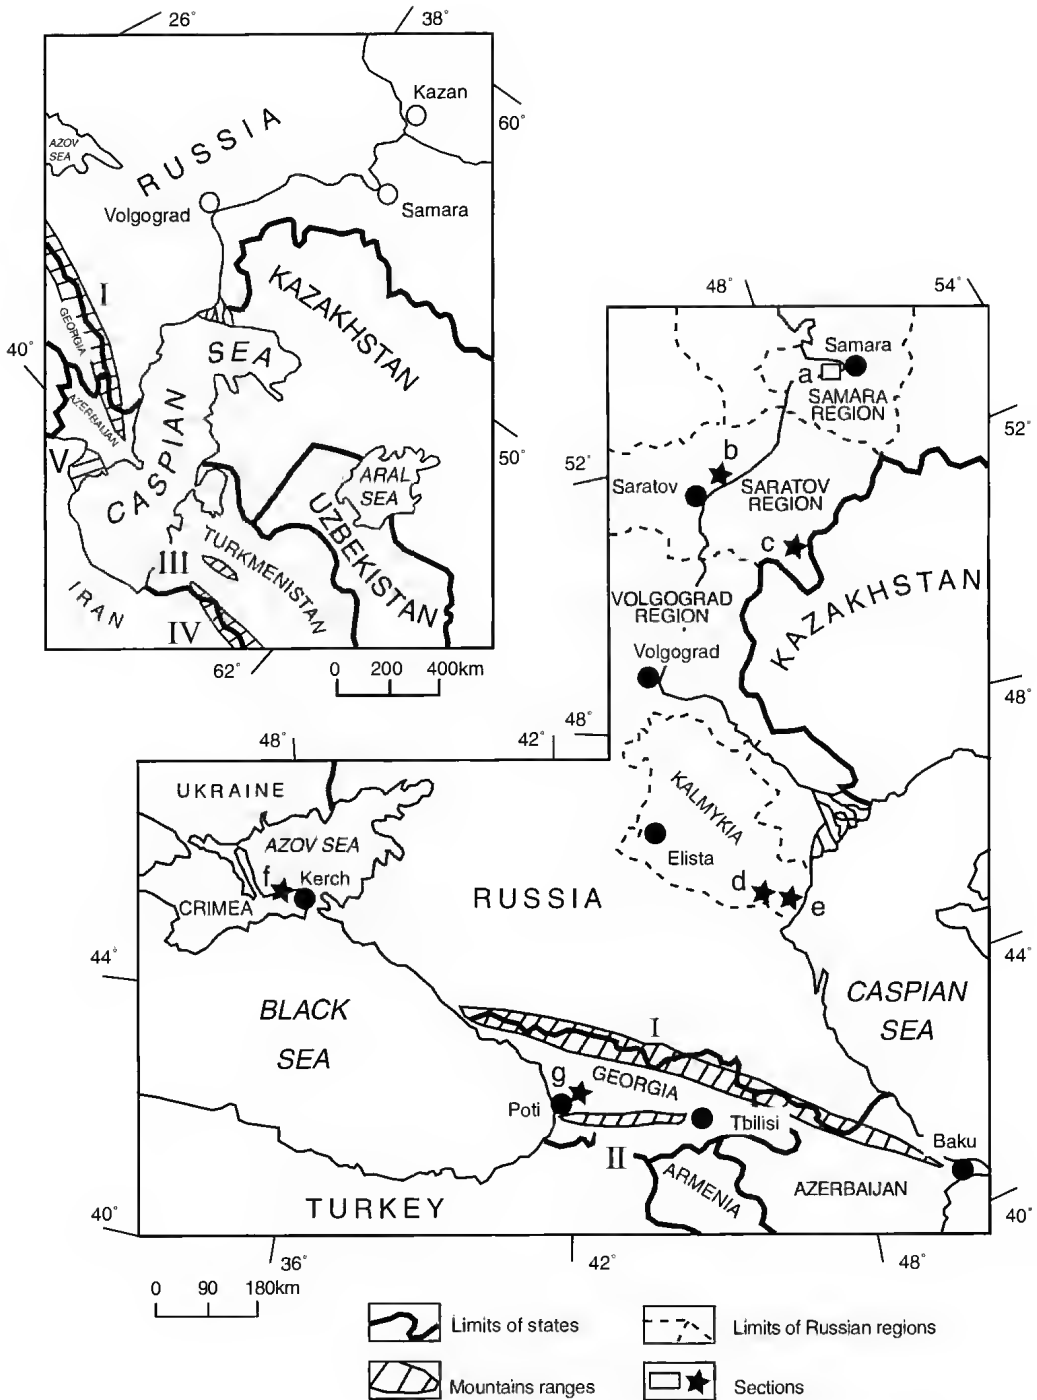 26°
38°
Kazan
60°
AZOV
SEA
RUSSIA
Volgograd
Samara
I
GEORGIA
KAZAKHSTAN
40°
SEA
AZERBAIJAN
V
CASPIAN
50°
ARAL
SEA
UZBEKISTAN
TURKMENISTAN
III
IRAN
IV
62°
0 200 400km
48°
54°
Samara
a
SAMARA
REGION
52°
b
52°
Saratov
SARATOV
REGION
c
KAZAKHSTAN
VOLGOGRAD
REGION
Volgograd
48°
48°
42°
48°
UKRAINE
KALMYKIA
AZOV SEA
Elista
f
Kerch
d
e
CRIMEA
RUSSIA
44°
44°
BLACK
SEA
CASPIAN
SEA
I
g
GEORGIA
Poti
Tbilisi
Baku
II
ARMENIA
AZERBAIJAN
TURKEY
40°
40°
36°
42°
48°
0 90 180km
Limits of states
Limits of Russian regions
Mountains ranges
Sections